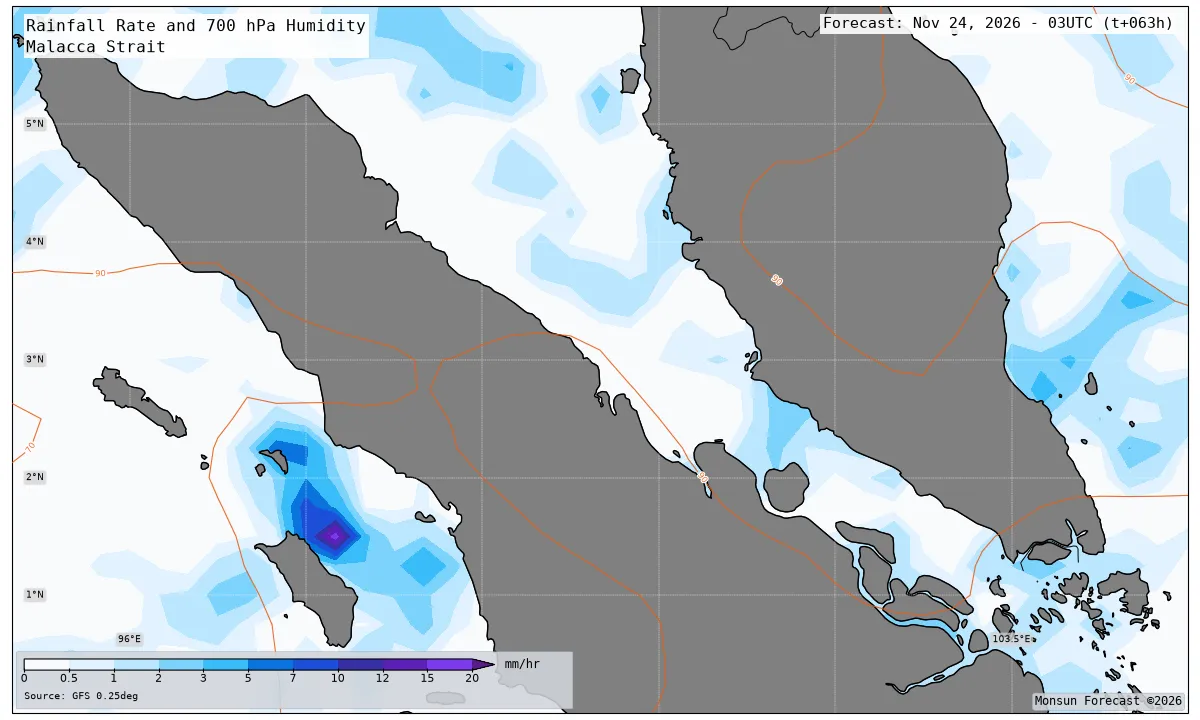 Rainfall Rate and 700 hPa Humidity
Malacca Strait
Forecast: Nov 24, 2026 - 03UTC (t+063h)
90
5°N
4°N
90
90
3°N
70
2°N
90
1°N
96°E
103.5°E
mm/hr
0 0.5 1 2 3 5 7 10 12 15 20
Source: GFS 0.25deg
Monsun Forecast ©2026